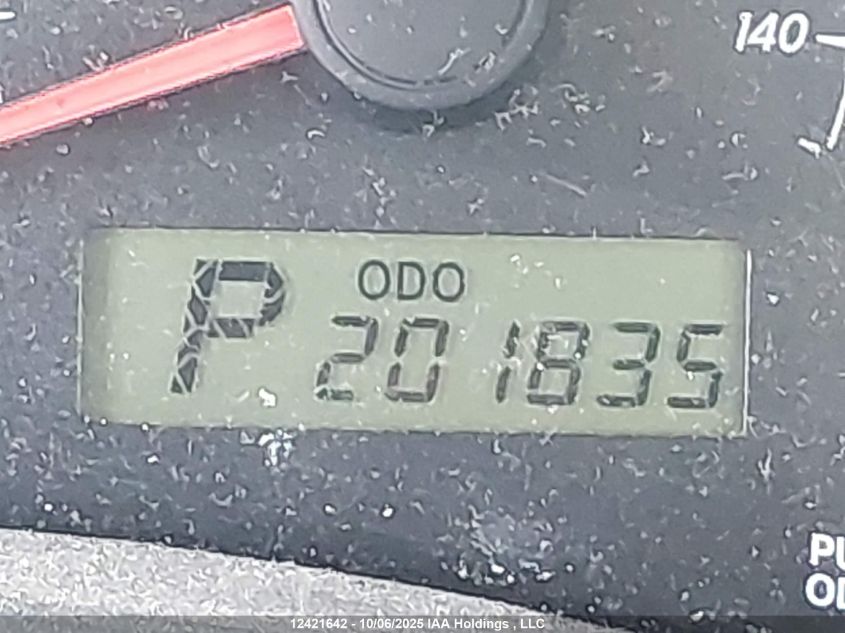 140
P
ODO
201835
PU
OD
12421642 - 10/06/2025 IAA Holdings , LLC